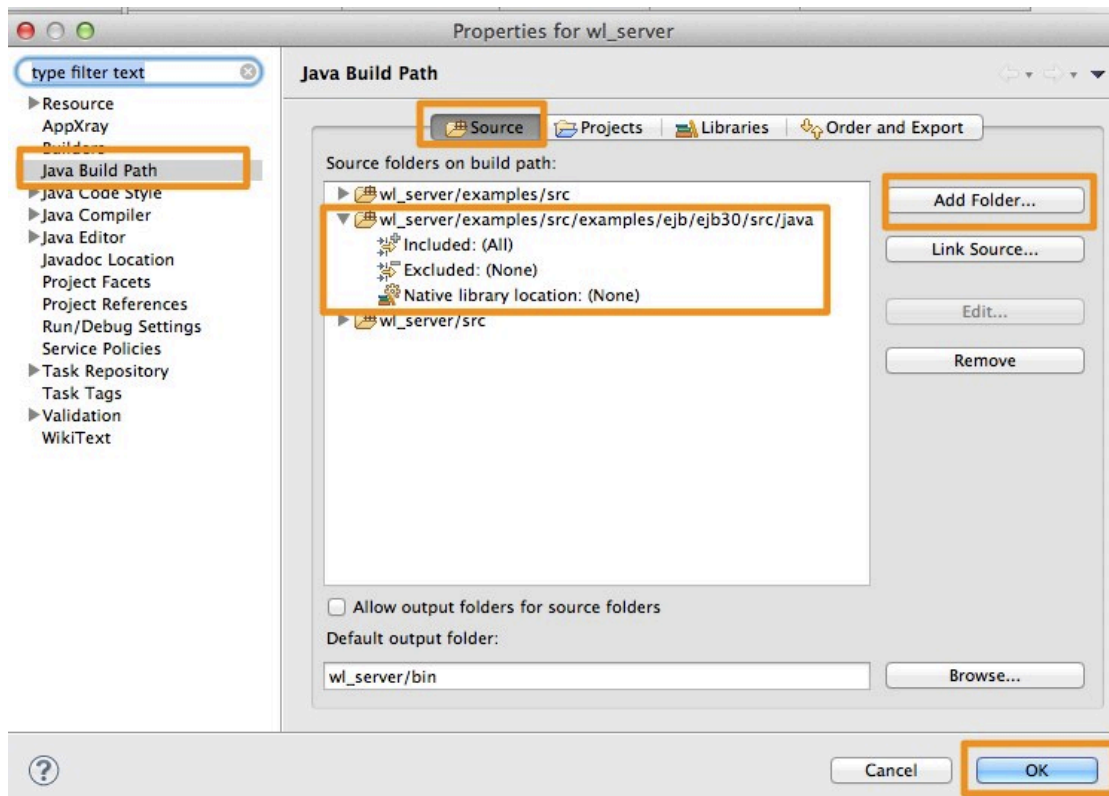 Properties for wl_server
type filter text
Resource
AppXray
Builders
Java Build Path
Java Code Style
Java Compiler
Java Editor
Javadoc Location
Project Facets
Project References
Run/Debug Settings
Service Policies
Task Repository
Task Tags
Validation
WikiText
Java Build Path
Source Projects Libraries Order and Export
Source folders on build path:
wl_server/examples/src
wl_server/examples/src/examples/ejb/ejb30/src/java
Included: (All)
Excluded: (None)
Native library location: (None)
wl_server/src
Add Folder...
Link Source...
Edit...
Remove
Allow output folders for source folders
Default output folder:
wl_server/bin
Browse...
?
Cancel
OK